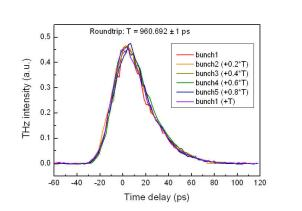 Roundtrip: T = 960.692 ± 1 ps
THz intensity (a.u.)
0.5
0.4
0.3
0.2
0.1
0.0
bunch1
bunch2 (+0.2*T)
bunch3 (+0.4*T)
bunch4 (+0.6*T)
bunch5 (+0.8*T)
bunch1 (+T)
-60 -40 -20 0 20 40 60 80 100 120
Time delay (ps)